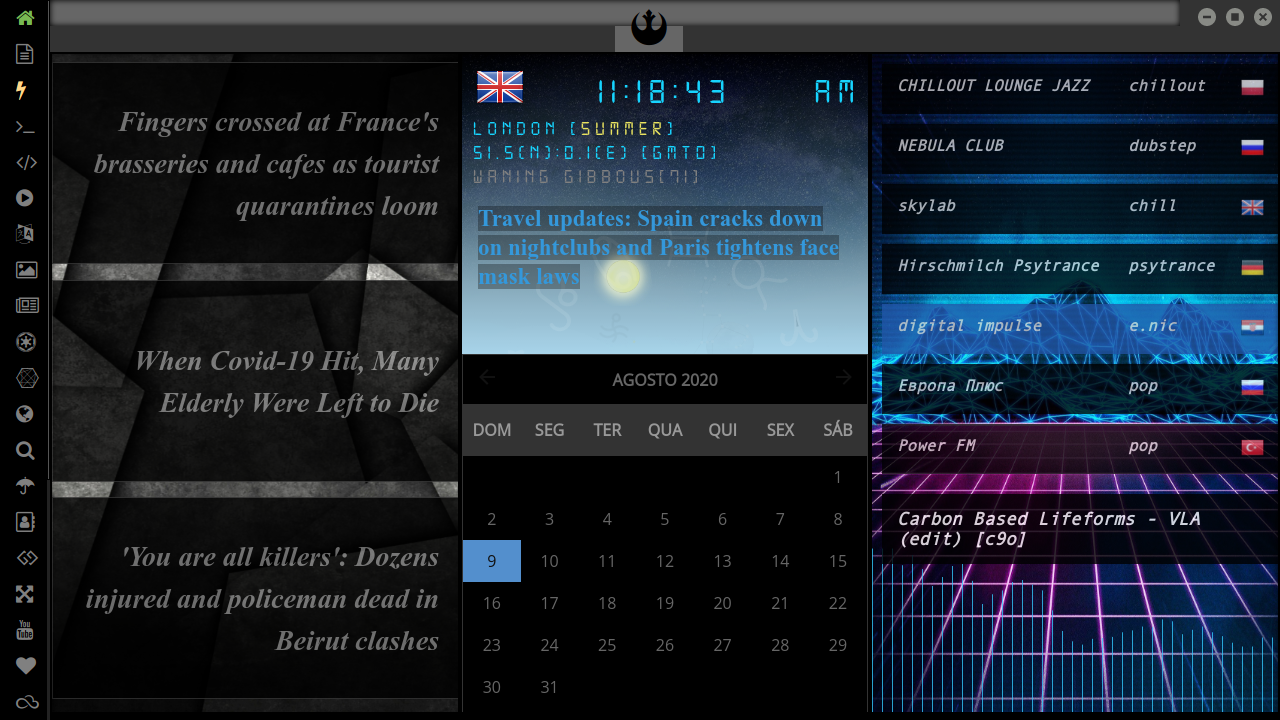 Fingers crossed at France's
brasseries and cafes as tourist
quarantines loom
When Covid-19 Hit, Many
Elderly Were Left to Die
'You are all killers': Dozens
injured and policeman dead in
Beirut clashes
11:18:43 AM
LONDON (SUMMER)
51.5(N):0.1(E) (GMT0)
WANING GIBBOUS(71)
Travel updates: Spain cracks down
on nightclubs and Paris tightens face
mask laws
AGOSTO 2020
DOM SEG TER QUA QUI SEX SÁB
1
2 3 4 5 6 7 8
9 10 11 12 13 14 15
16 17 18 19 20 21 22
23 24 25 26 27 28 29
30 31
CHILLOUT LOUNGE JAZZ chillout
NEBULA CLUB dubstep
skylab chill
Hirschmilch Psytrance psytrance
digital impulse e.nic
Европа Плюс pop
Power FM pop
Carbon Based Lifeforms - VLA
(edit) [c9o]
You
Tube